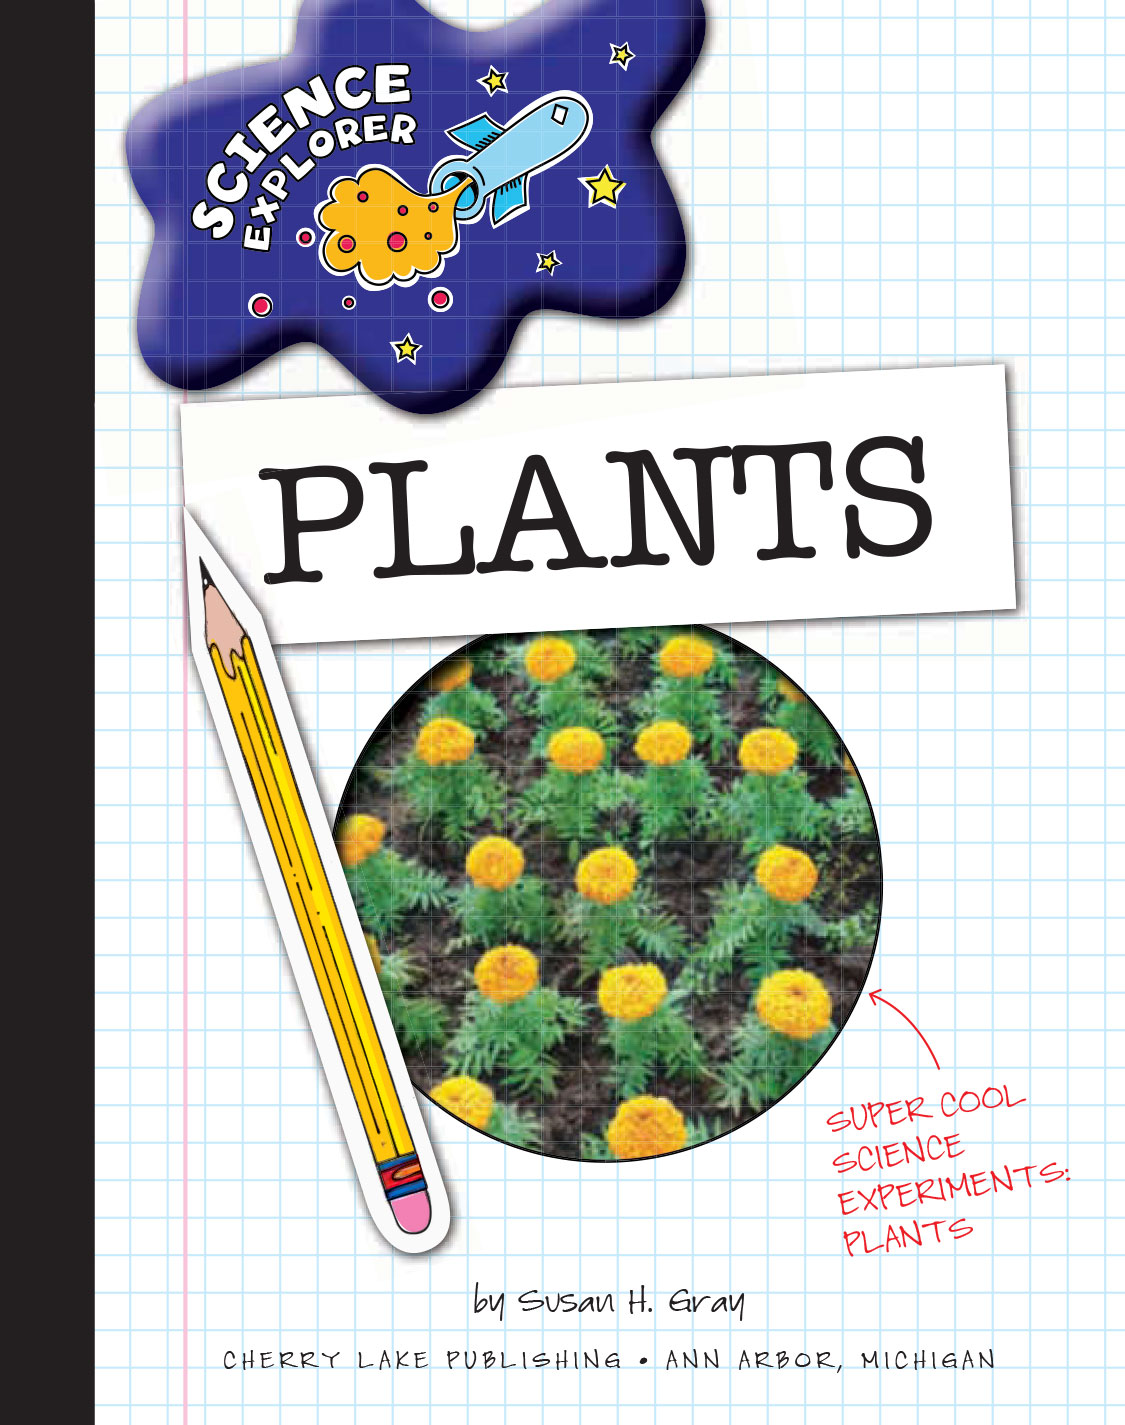 SCIENCE
EXPLORER
PLANTS
SUPER COOL
SCIENCE
EXPERIMENTS:
PLANTS
by Susan H. Gray
CHERRY LAKE PUBLISHING • ANN ARBOR, MICHIGAN